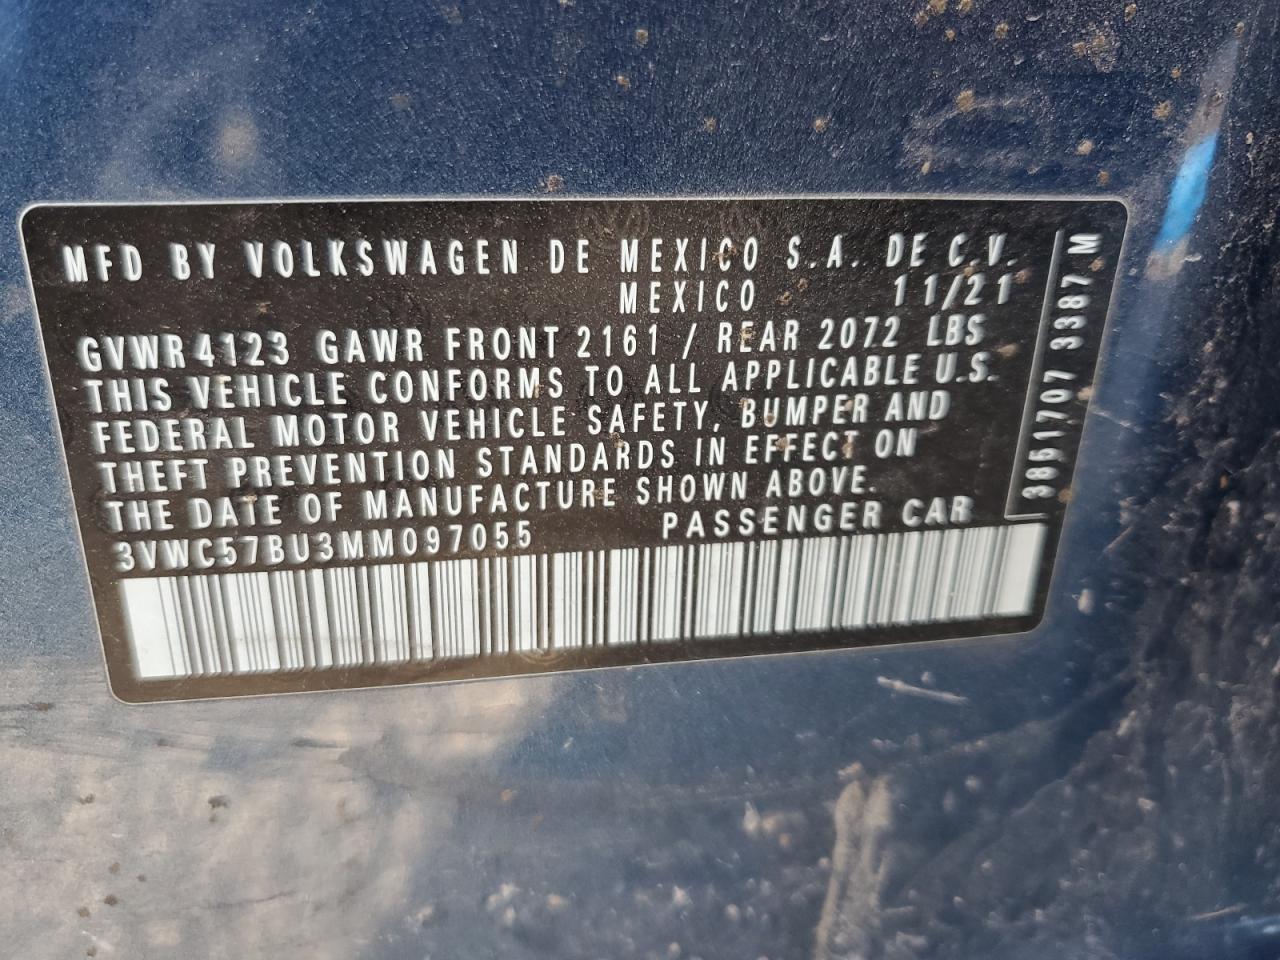 MFD BY VOLKSWAGEN DE MEXICO S.A. DE C.V.
MEXICO 11/21
GVWR 4123 GAWR FRONT 2161 / REAR 2072 LBS
THIS VEHICLE CONFORMS TO ALL APPLICABLE U.S.
FEDERAL MOTOR VEHICLE SAFETY, BUMPER AND
THEFT PREVENTION STANDARDS IN EFFECT ON
THE DATE OF MANUFACTURE SHOWN ABOVE.
3VWC57BU3MM097055 PASSENGER CAR
3851707 3387 M